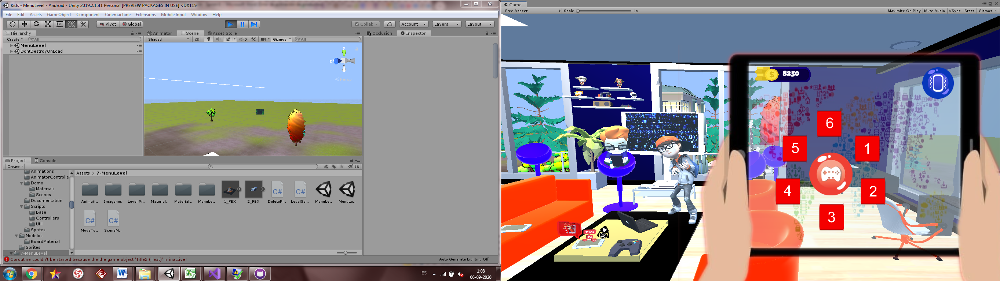 Kids - MenuLevel - Android - Unity 2019.2.15f1 Personal [PREVIEW PACKAGES IN USE] <DX11>
File Edit Assets GameObject Component Cinemachine Extensions Mobile Input Window Help
Pivot Global Collab Account Layers Layout
Hierarchy
Create All
MenuLevel
DontDestroyOnLoad
Animator Scene Asset Store
Shaded 2D 0 Gizmos All
y
z
Persp
Occlusion Inspector
Project Console
Create 16
Animations
AnimatorControlle
Demo
Materials
Scenes
Documentation
Scripts
Base
Controllers
Util
Sprites
Modelos
BoardMaterial
Sprites
7-MenuLevel
Assets > 7-MenuLevel
Animati... Imagenes Level Pr... Material... Material... MenuLe... 1_FBX 2_FBX DeletePl... LevelSel... MenuLe... MenuLe...
C# C#
MoveTo... SceneM...
C# C#
Coroutine couldn't be started because the the game object 'Title2 (Text)' is inactive!
Auto Generate Lighting Off
ES 1:08
06-09-2020
Game
Free Aspect Scale 1x Maximize On Play Mute Audio VSync Stats Gizmos
$ 8250
6
5 1
4 2
3
LIKE